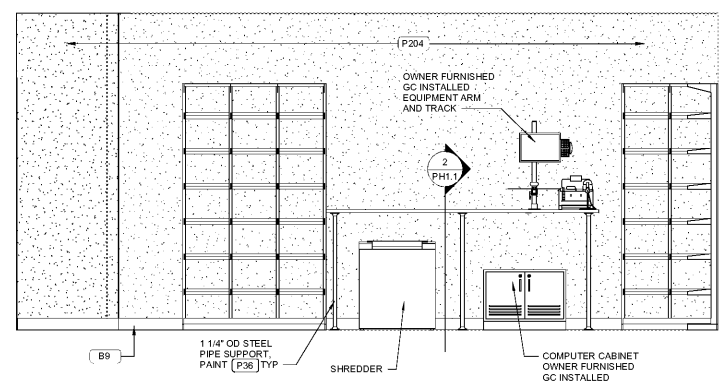 P204
OWNER FURNISHED
GC INSTALLED
EQUIPMENT ARM
AND TRACK
2
PH1.1
B9
1 1/4" OD STEEL
PIPE SUPPORT,
PAINT P36 TYP
SHREDDER
COMPUTER CABINET
OWNER FURNISHED
GC INSTALLED